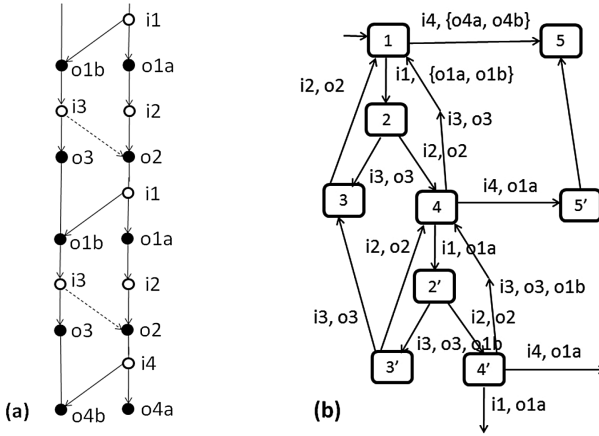 i1
o1b
o1a
i3
i2
o3
o2
i1
o1b
o1a
i3
i2
o3
o2
i4
(a)
o4b
o4a
i4, {o4a, o4b}
1
5
i2, o2
i1, {o1a, o1b}
2
i3, o3
i3, o3
i2, o2
3
4
i4, o1a
5'
i2, o2
i1, o1a
2'
i3, o3
i3, o3, o1b
i2, o2
i3, o3, o1b
3'
4'
i4, o1a
(b)
i1, o1a